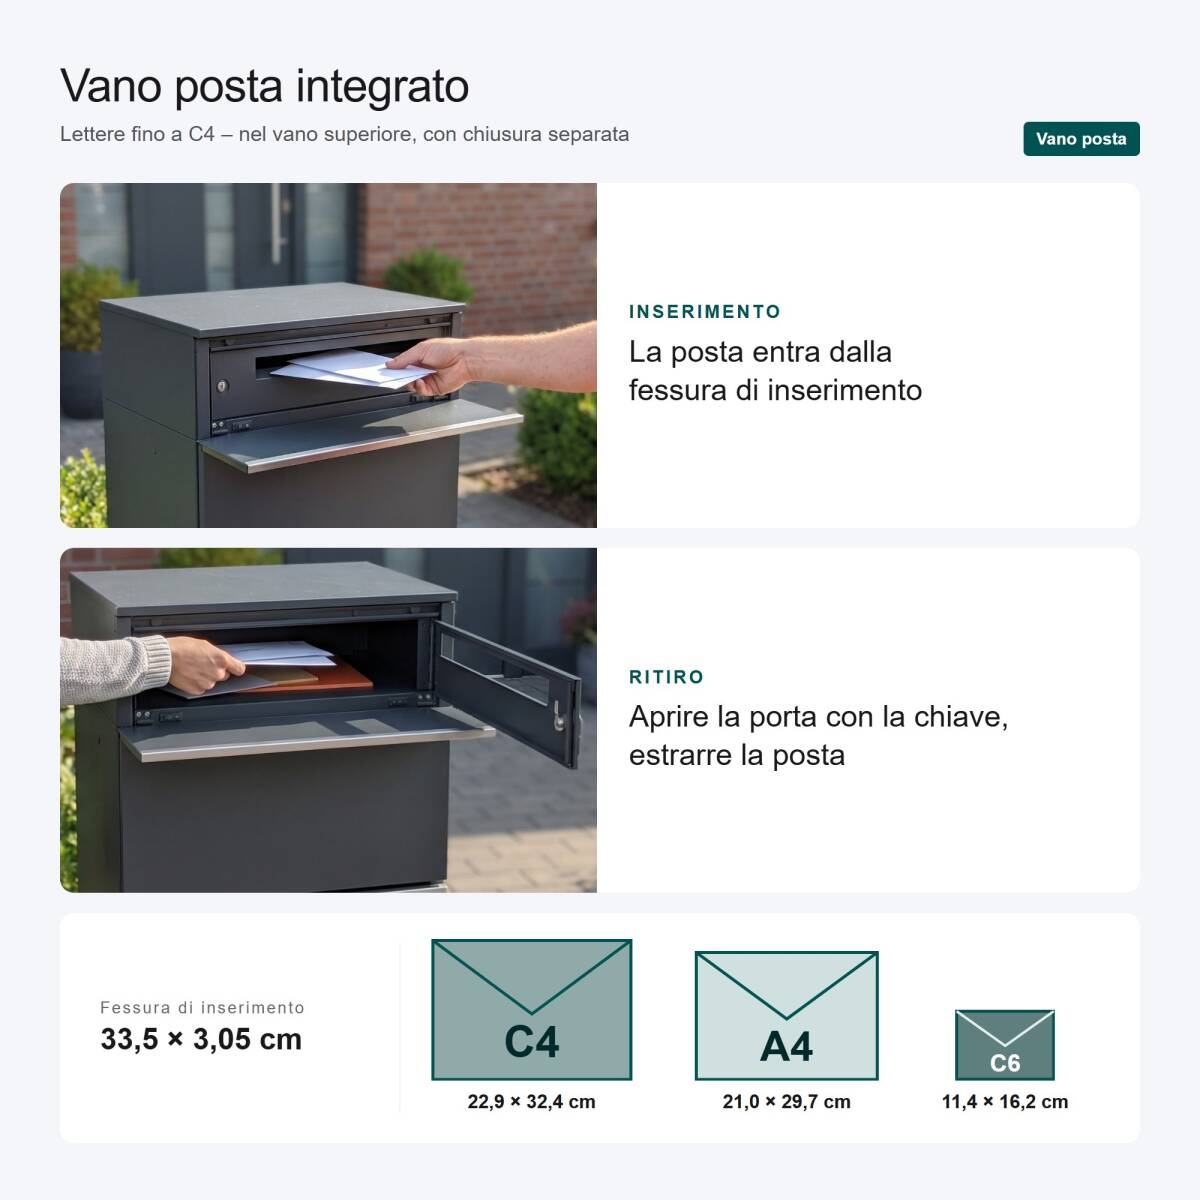 Vano posta integrato
Lettere fino a C4 – nel vano superiore, con chiusura separata
Vano posta
INSERIMENTO
La posta entra dalla
fessura di inserimento
RITIRO
Aprire la porta con la chiave,
estrarre la posta
Fessura di inserimento
33,5 × 3,05 cm
C4
22,9 × 32,4 cm
A4
21,0 × 29,7 cm
C6
11,4 × 16,2 cm